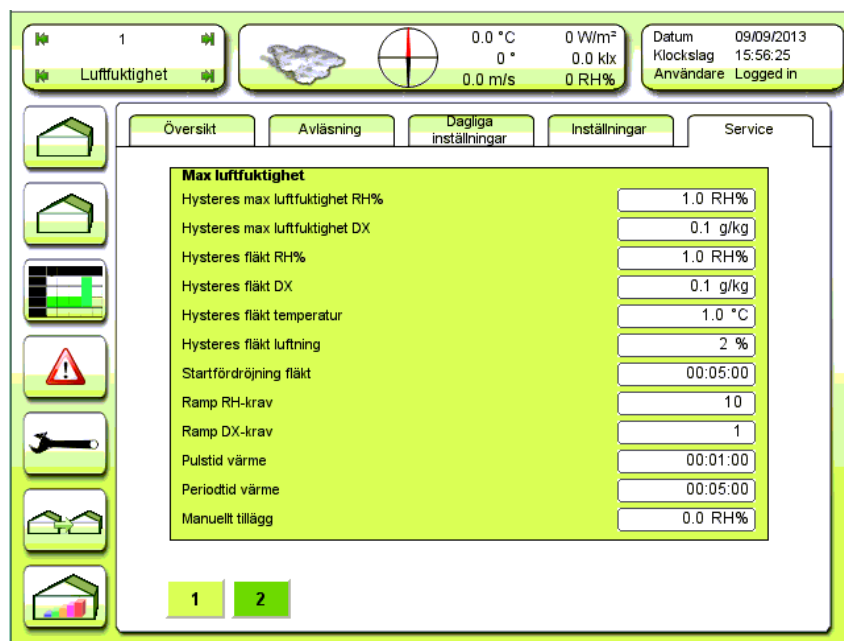 1
Luftfuktighet
0.0 °C 0 W/m²
0 ° 0.0 klx
0.0 m/s 0 RH%
Datum 09/09/2013
Klockslag 15:56:25
Användare Logged in
Översikt
Avläsning
Dagliga
inställningar
Inställningar
Service
Max luftfuktighet
Hysteres max luftfuktighet RH% 1.0 RH%
Hysteres max luftfuktighet DX 0.1 g/kg
Hysteres fläkt RH% 1.0 RH%
Hysteres fläkt DX 0.1 g/kg
Hysteres fläkt temperatur 1.0 °C
Hysteres fläkt luftning 2 %
Startfördröjning fläkt 00:05:00
Ramp RH-krav 10
Ramp DX-krav 1
Pulstid värme 00:01:00
Periodtid värme 00:05:00
Manuellt tillägg 0.0 RH%
1 2